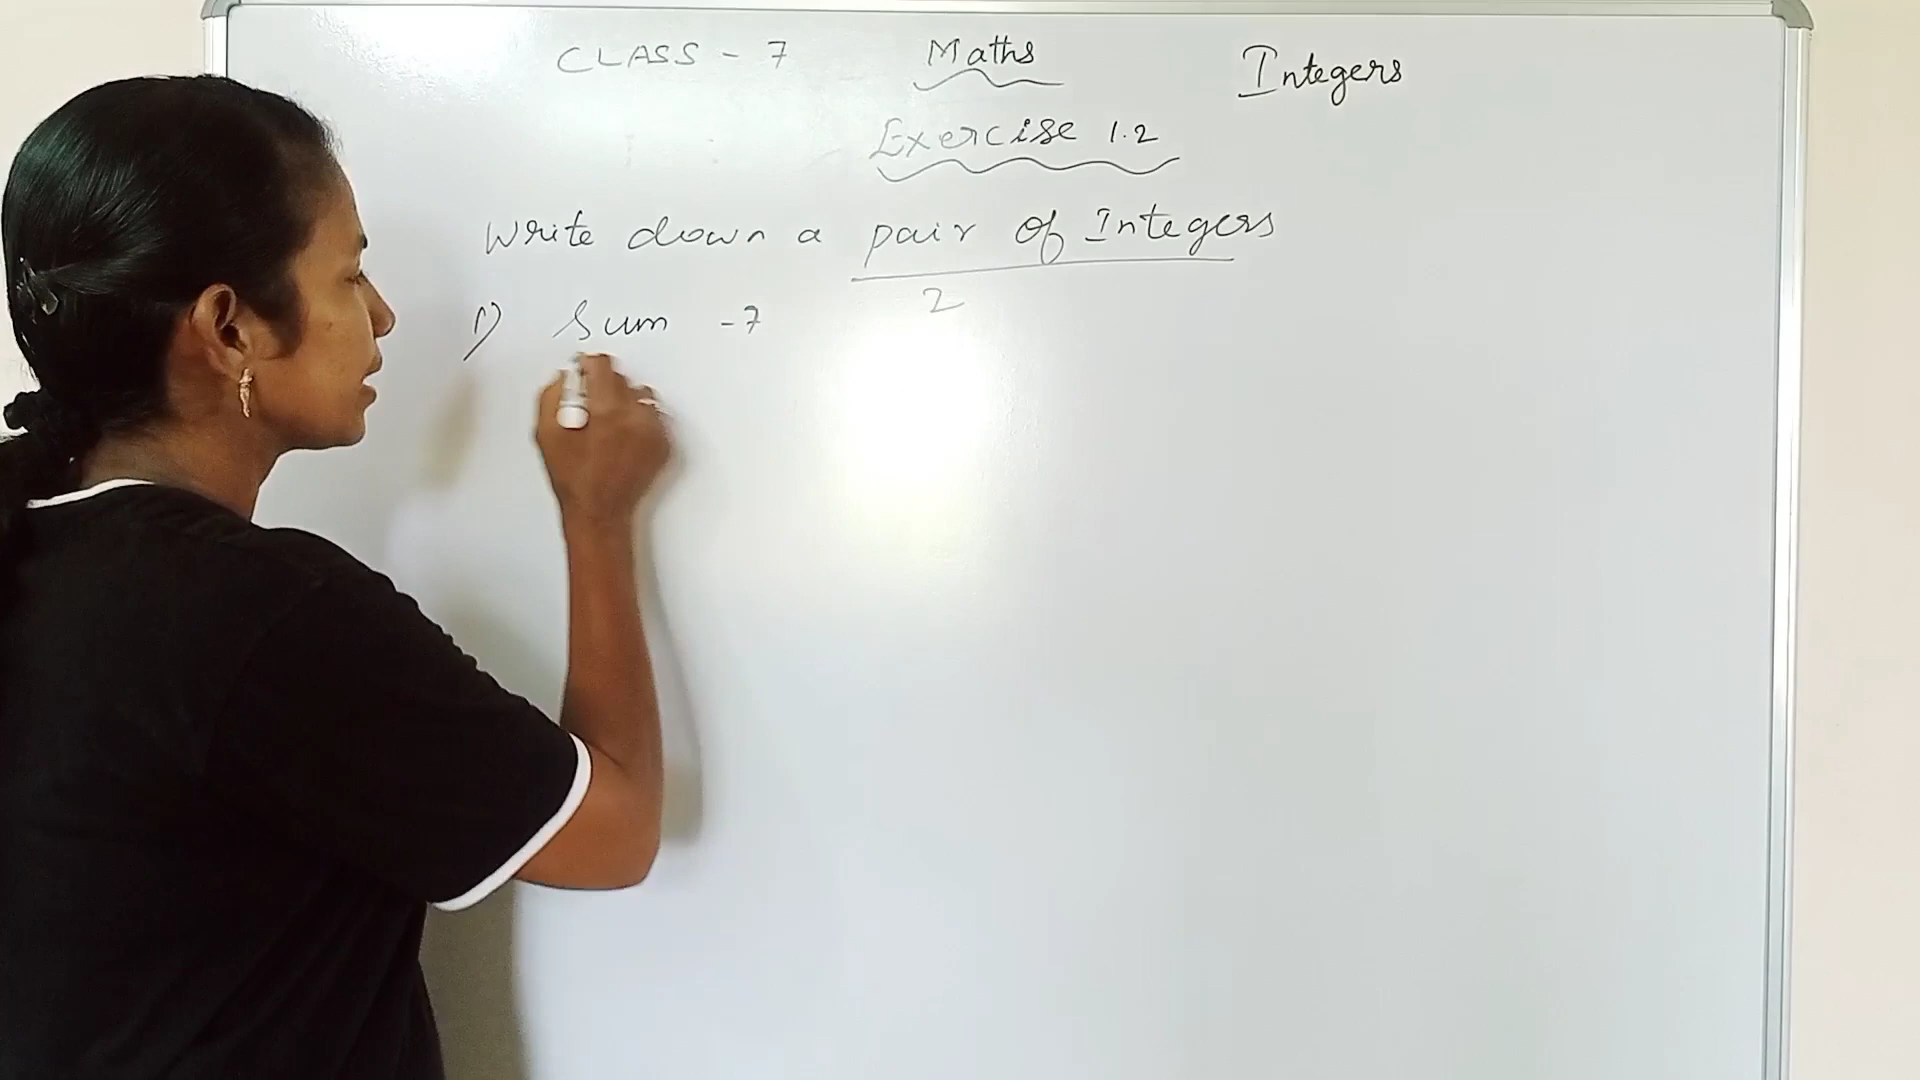 CLASS - 7 Maths Integers
Exercise 1.2
Write down a pair of Integers
2
1) Sum -7